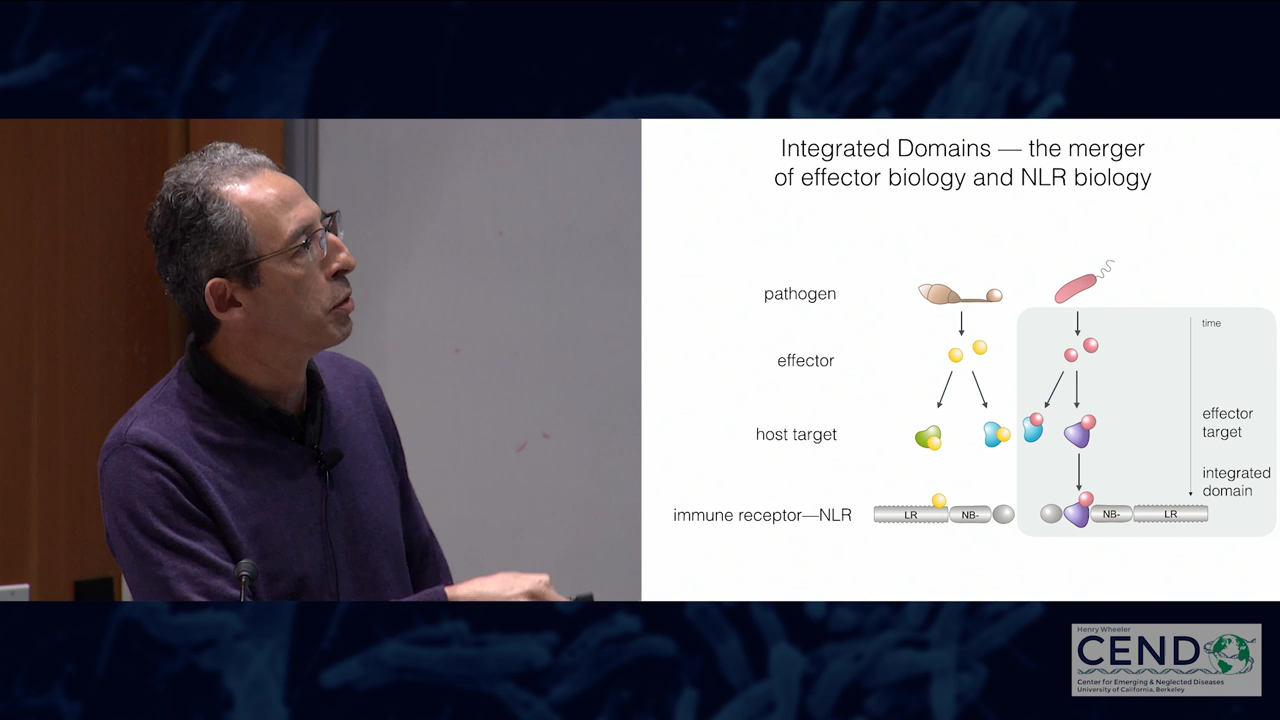 Integrated Domains — the merger
of effector biology and NLR biology
pathogen
time
effector
effector
target
host target
integrated
domain
immune receptor—NLR
LR
NB-
NB-
LR
Henry Wheeler
CEND
Center for Emerging & Neglected Diseases
University of California, Berkeley